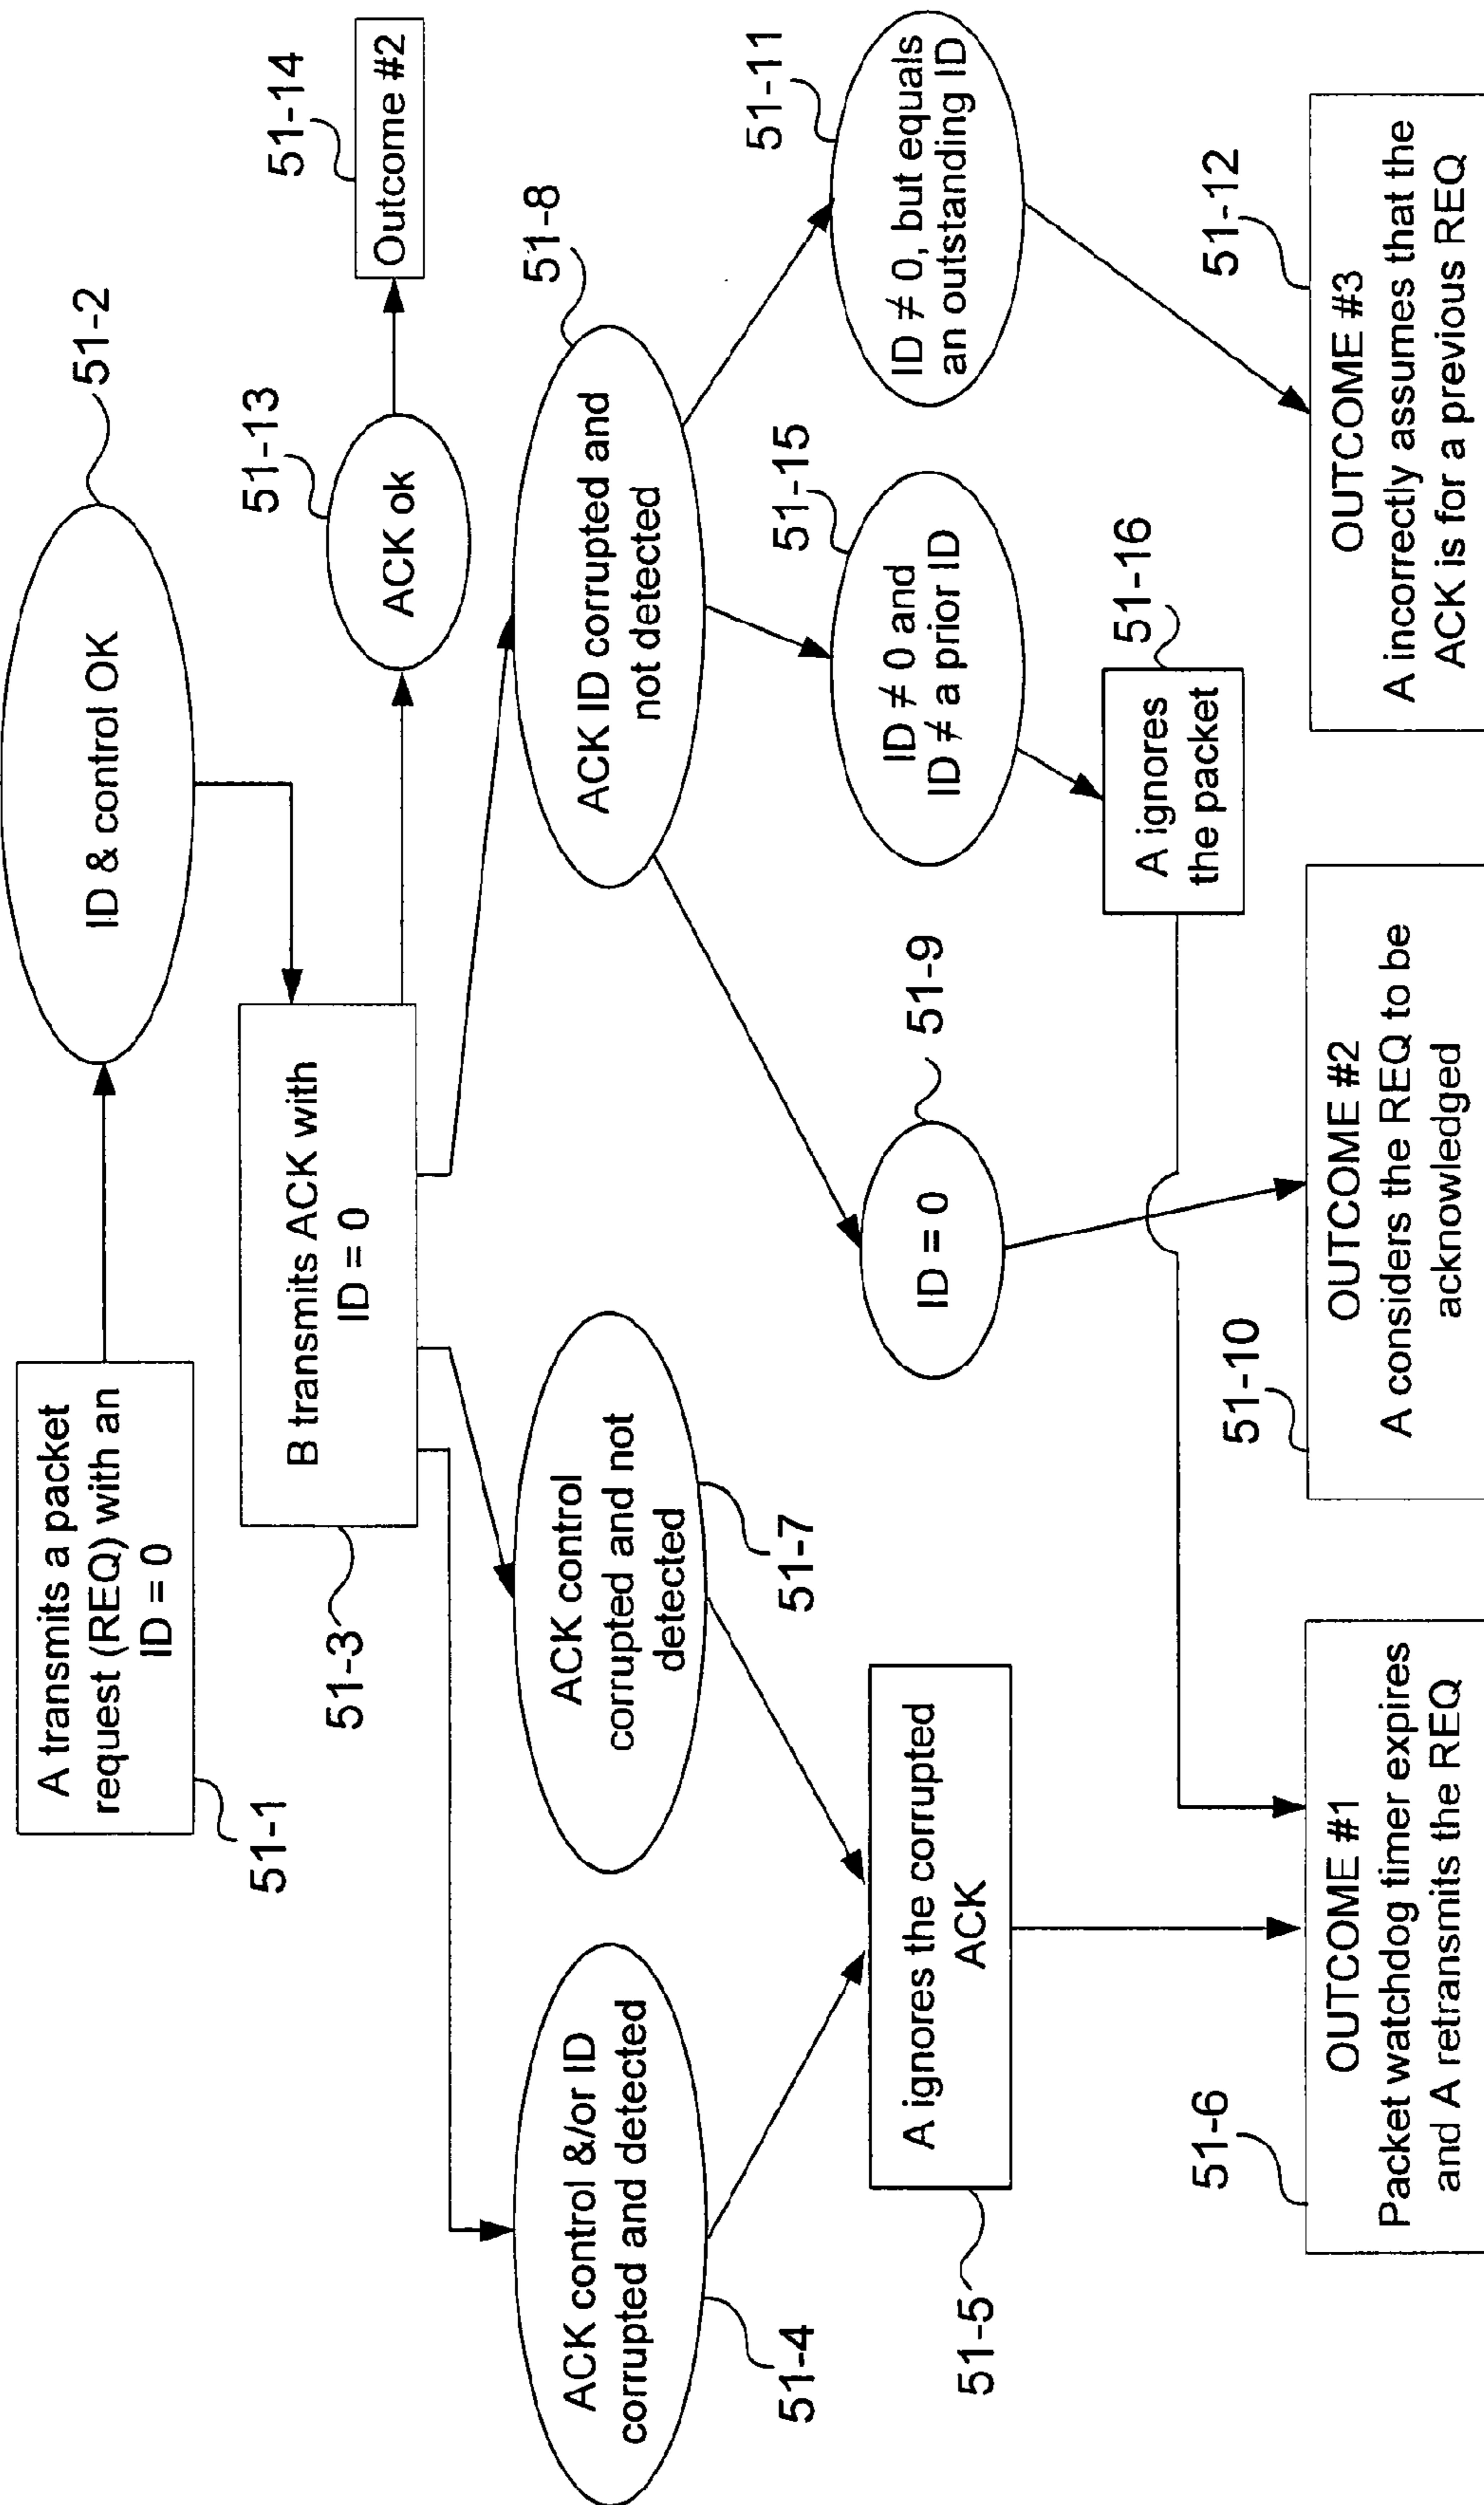 A transmits a packet
request (REQ) with an
ID = 0
51-1
ID & control OK
51-2
B transmits ACK with
ID = 0
51-3
ACK ok
51-13
Outcome #2
51-14
ACK control &/or ID
corrupted and detected
51-4
ACK control
corrupted and not
detected
51-7
ACK ID corrupted and
not detected
51-8
A ignores the corrupted
ACK
51-5
ID = 0
51-9
ID ≠ 0 and
ID ≠ a prior ID
51-15
ID ≠ 0, but equals
an outstanding ID
51-11
A ignores
the packet
51-16
OUTCOME #1
Packet watchdog timer expires
and A retransmits the REQ
51-6
OUTCOME #2
A considers the REQ to be
acknowledged
51-10
OUTCOME #3
A incorrectly assumes that the
ACK is for a previous REQ
51-12